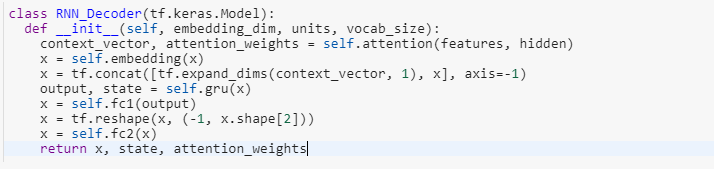 class RNN_Decoder(tf.keras.Model):
  def __init__(self, embedding_dim, units, vocab_size):
    context_vector, attention_weights = self.attention(features, hidden)
    x = self.embedding(x)
    x = tf.concat([tf.expand_dims(context_vector, 1), x], axis=-1)
    output, state = self.gru(x)
    x = self.fc1(output)
    x = tf.reshape(x, (-1, x.shape[2]))
    x = self.fc2(x)
    return x, state, attention_weights